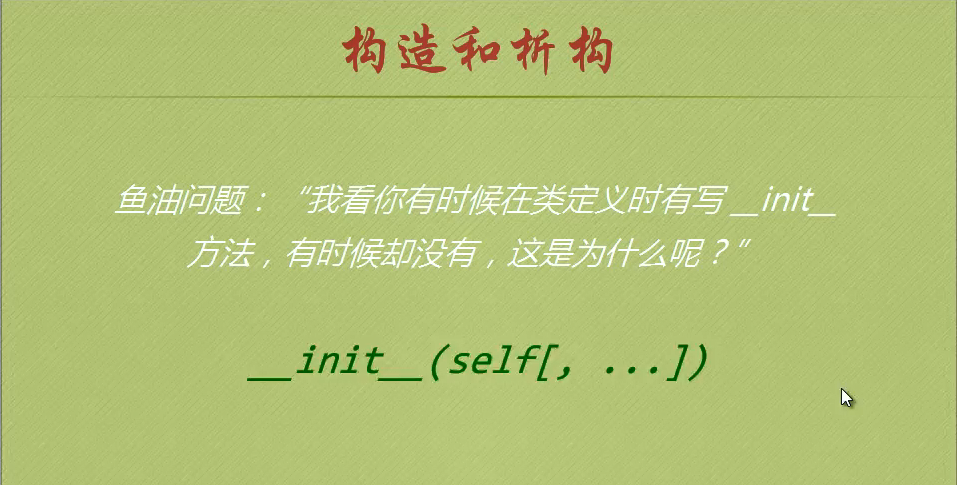 构造和析构
鱼油问题：“我看你有时候在类定义时有写 __init__
方法，有时候却没有，这是为什么呢？”
__init__(self[, ...])